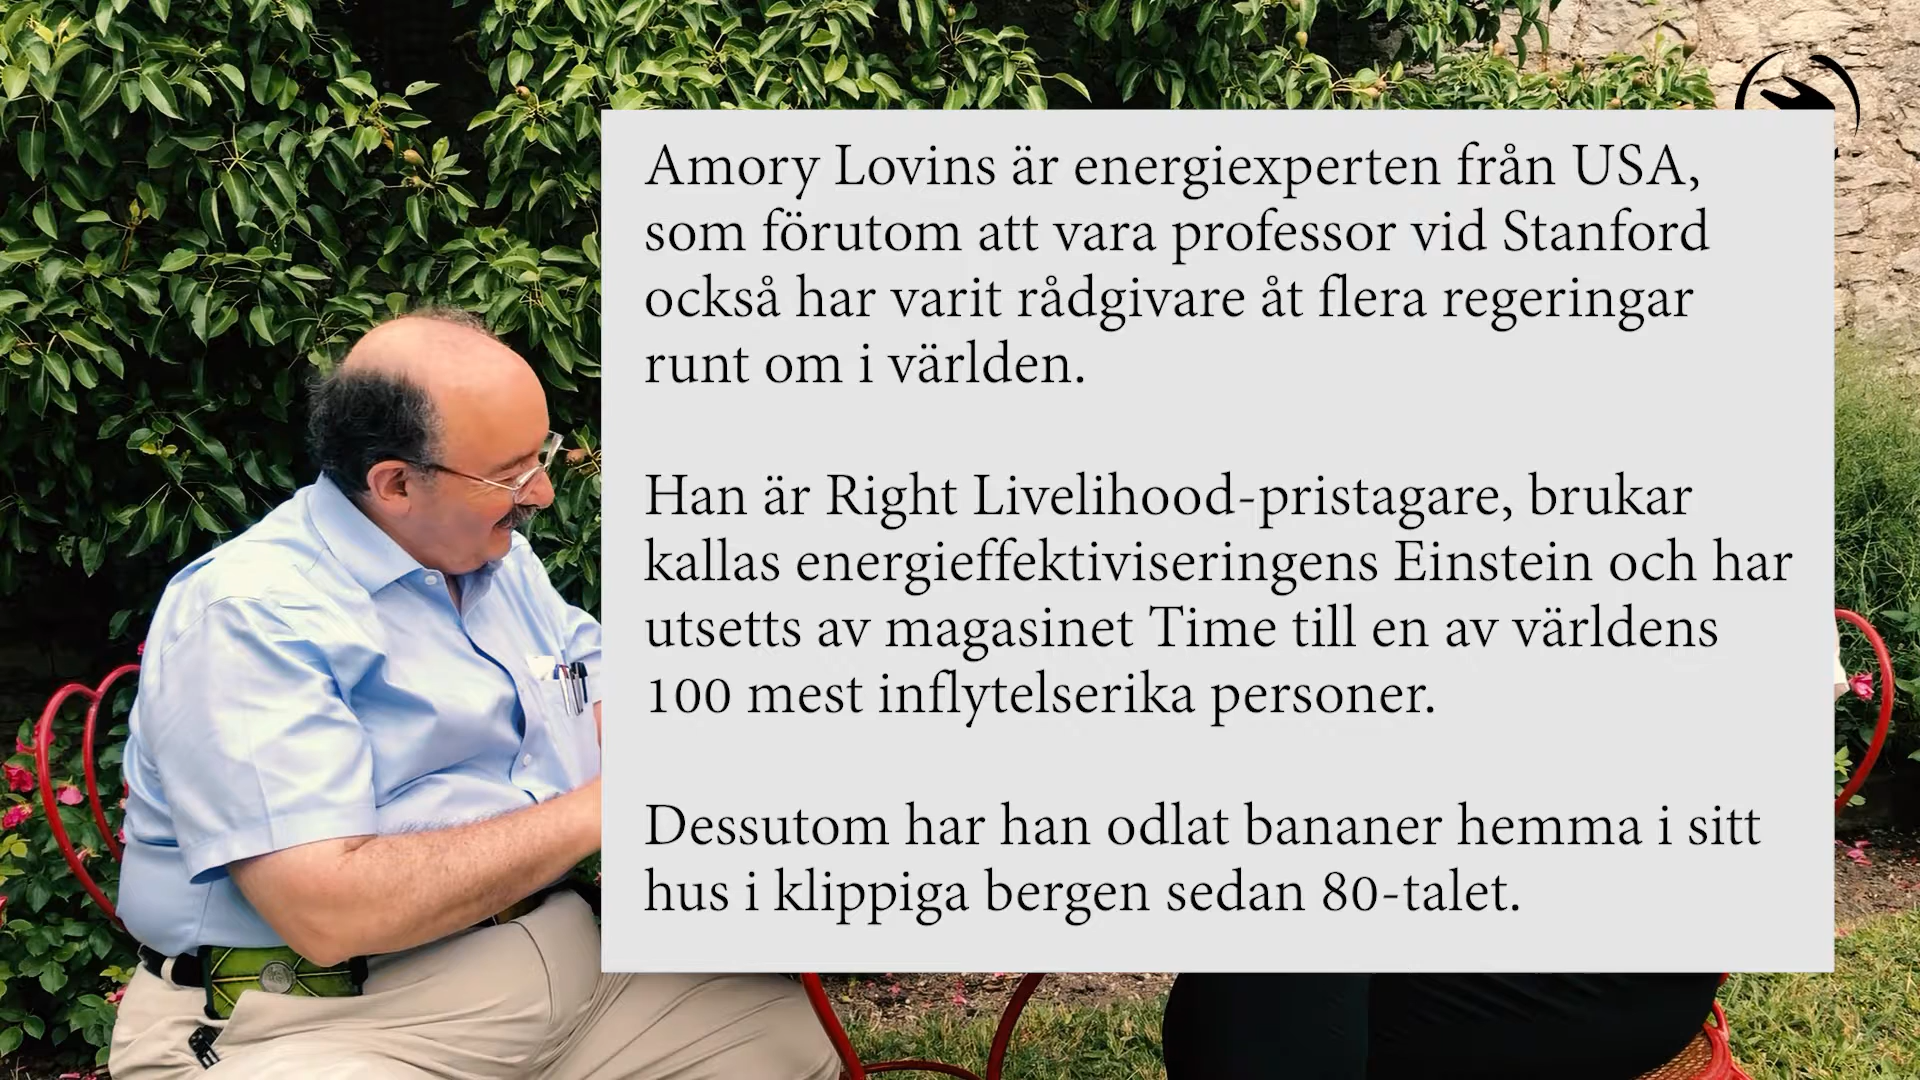 Amory Lovins är energiexperten från USA,
som förutom att vara professor vid Stanford
också har varit rådgivare åt flera regeringar
runt om i världen.
Han är Right Livelihood-pristagare, brukar
kallas energieffektiviseringens Einstein och har
utsetts av magasinet Time till en av världens
100 mest inflytelserika personer.
Dessutom har han odlat bananer hemma i sitt
hus i klippiga bergen sedan 80-talet.